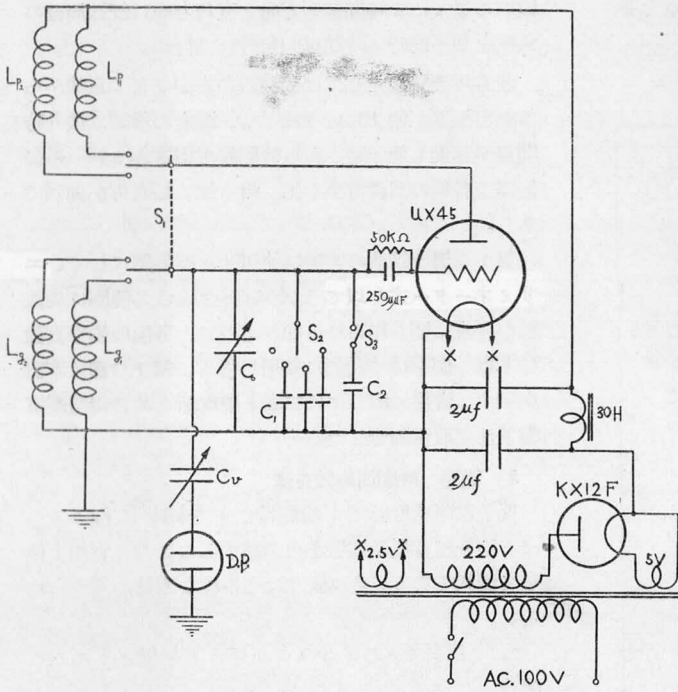 Lp₂
Lp₁
S₁
UX45
50KΩ
250μμF
Lg₂
Lg₁
C₀
S₂
S₃
C₁
C₂
2μf
30H
2μf
Cv
KX12F
D.P.
x 2.5V x
220V
5V
A.C. 100V